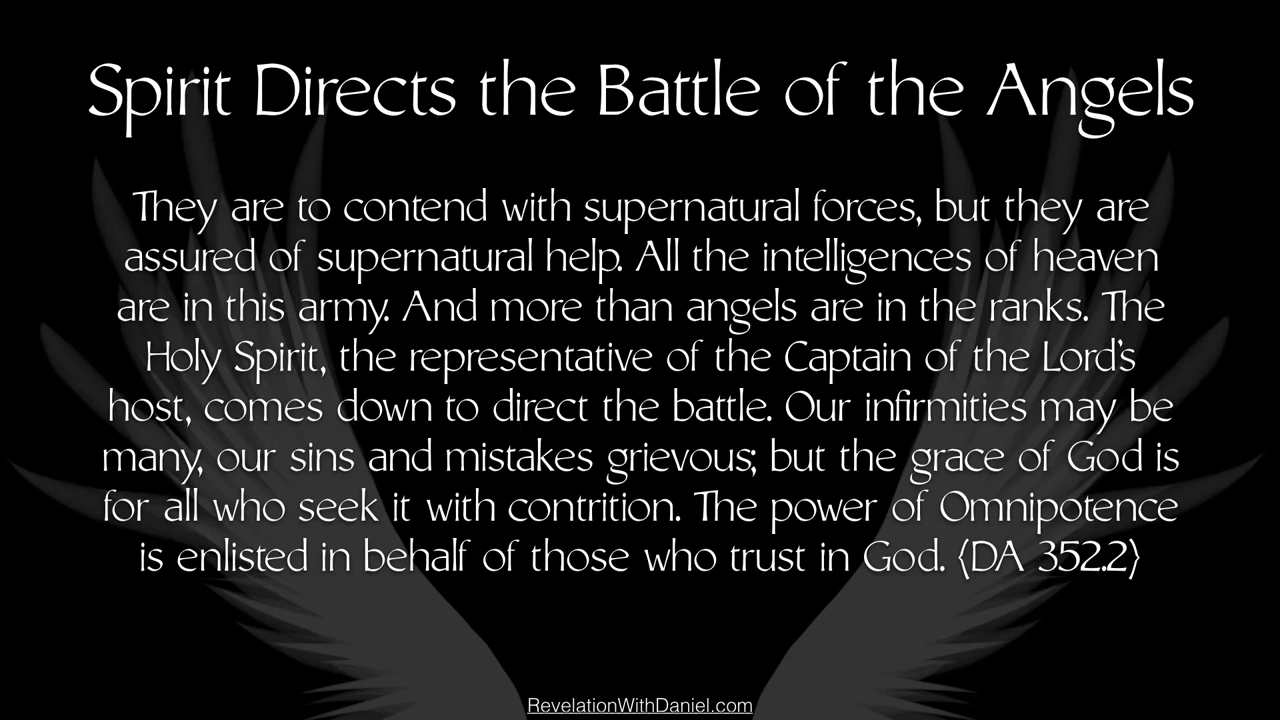 Spirit Directs the Battle of the Angels
They are to contend with supernatural forces, but they are
assured of supernatural help. All the intelligences of heaven
are in this army. And more than angels are in the ranks. The
Holy Spirit, the representative of the Captain of the Lord's
host, comes down to direct the battle. Our infirmities may be
many, our sins and mistakes grievous; but the grace of God is
for all who seek it with contrition. The power of Omnipotence
is enlisted in behalf of those who trust in God. {DA 352.2}
RevelationWithDaniel.com